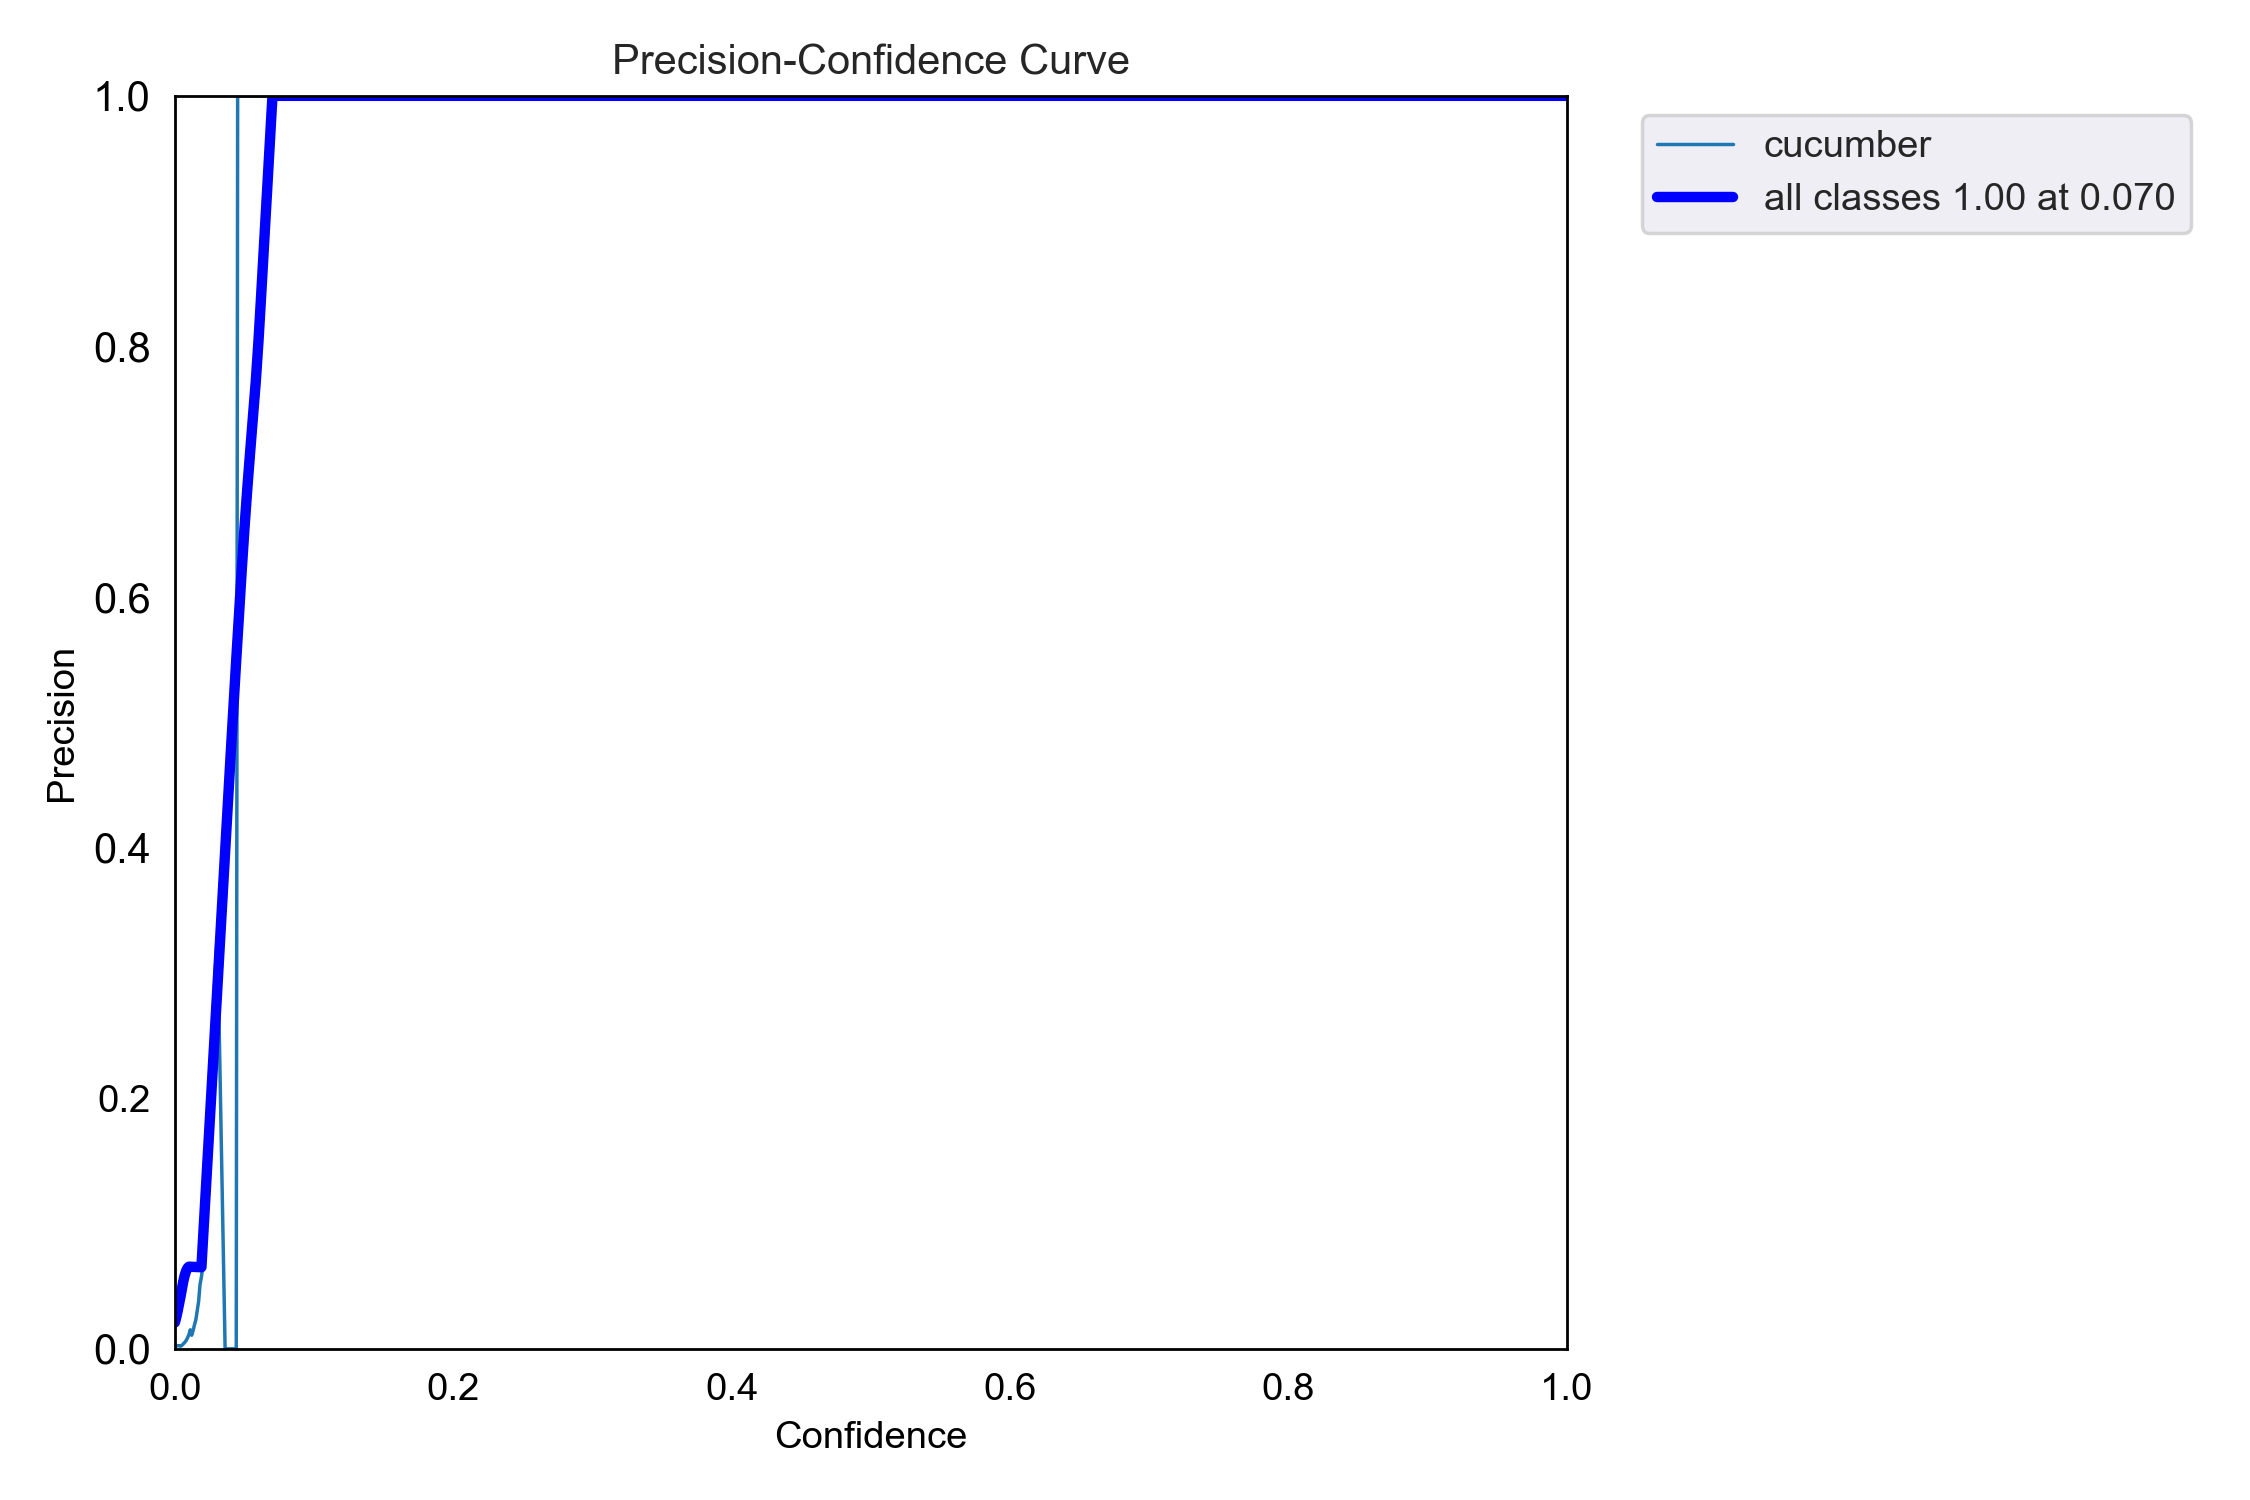 Precision-Confidence Curve
1.0
0.8
0.6
0.4
0.2
0.0
Precision
0.0 0.2 0.4 0.6 0.8 1.0
Confidence
cucumber
all classes 1.00 at 0.070